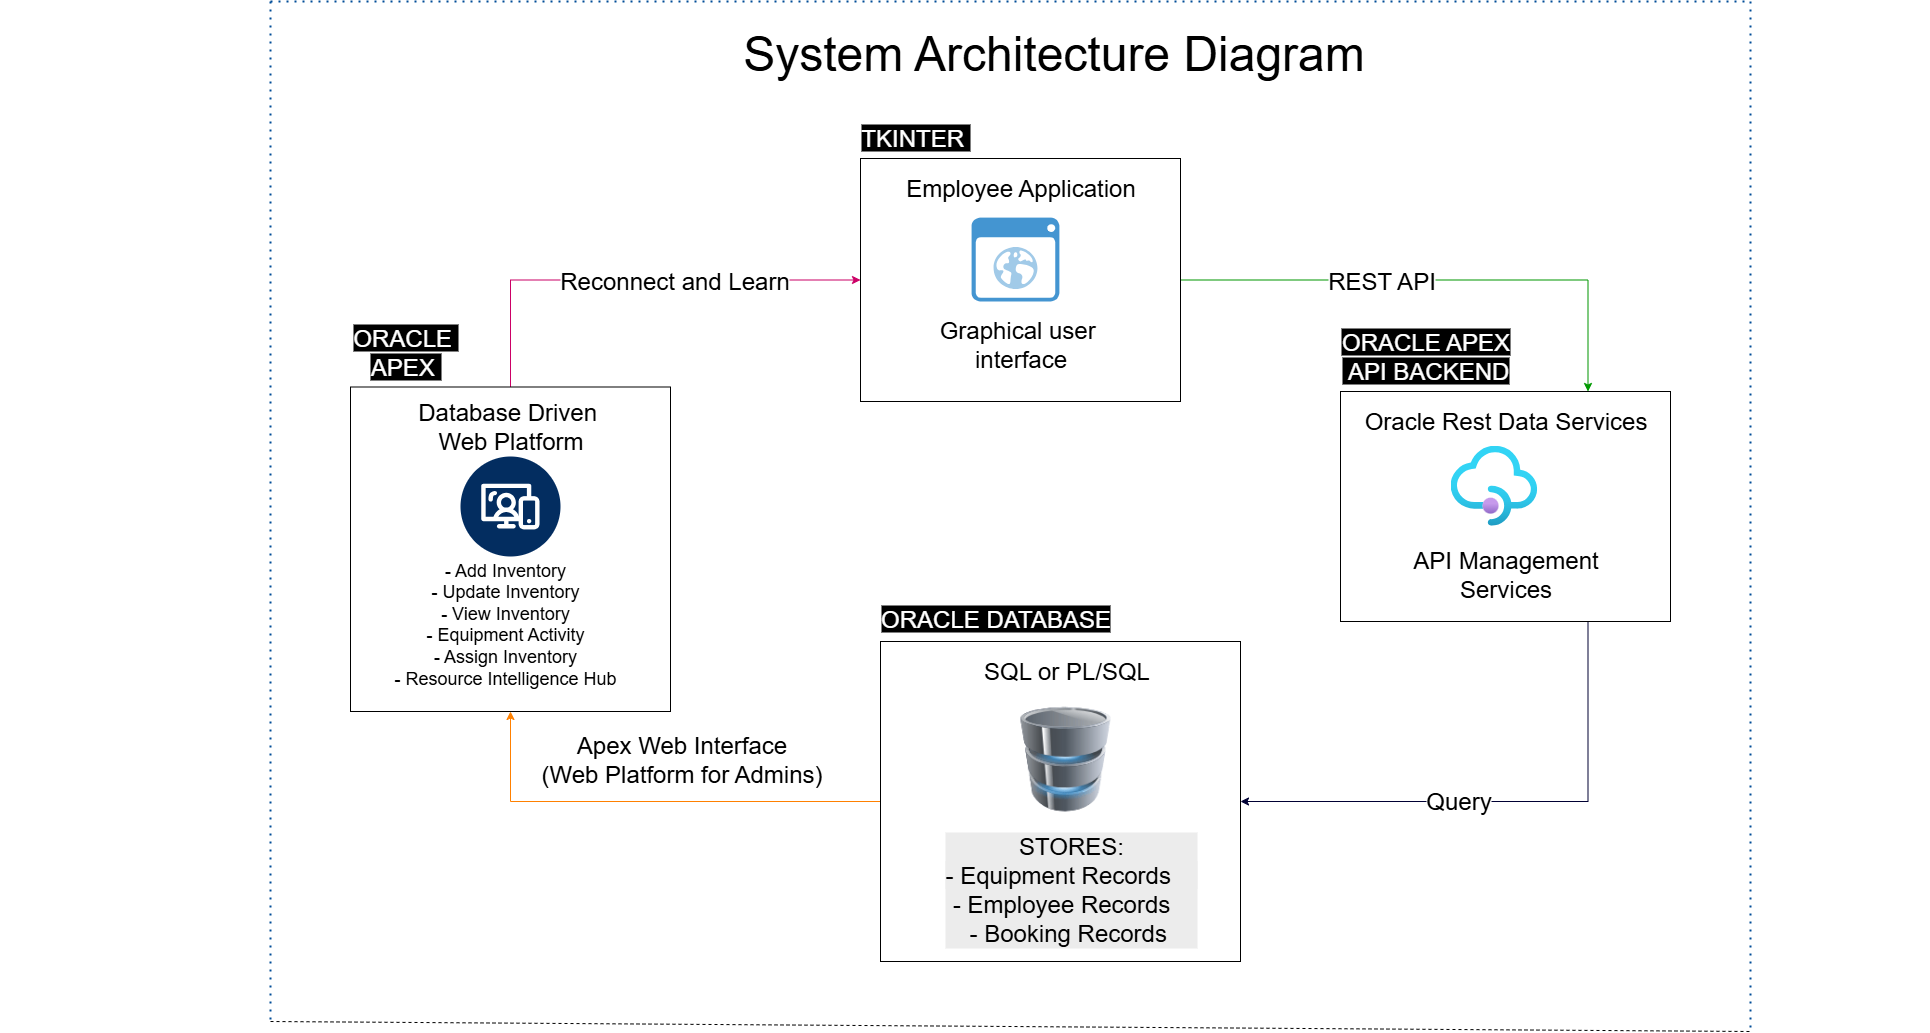 System Architecture Diagram
TKINTER
Employee Application
Graphical user
interface
Reconnect and Learn
REST API
ORACLE
APEX
Database Driven
Web Platform
- Add Inventory
- Update Inventory
- View Inventory
- Equipment Activity
- Assign Inventory
- Resource Intelligence Hub
ORACLE APEX
API BACKEND
Oracle Rest Data Services
API Management
Services
ORACLE DATABASE
SQL or PL/SQL
STORES:
- Equipment Records
- Employee Records
- Booking Records
Apex Web Interface
(Web Platform for Admins)
Query